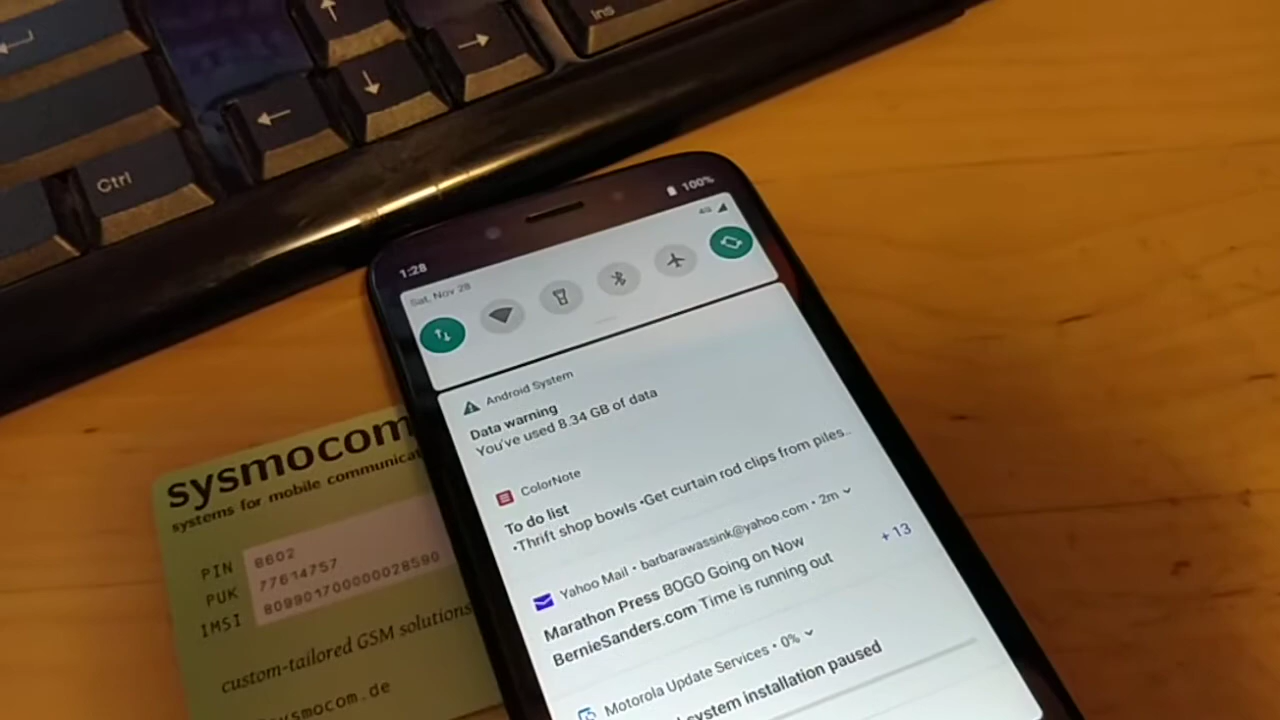 Ins
Ctrl
100%
1:28
4G
Sat, Nov 28
Android System
Data warning
You've used 8.34 GB of data
ColorNote
To do list
•Thrift shop bowls •Get curtain rod clips from piles..
Yahoo Mail • barbarawassink@yahoo.com • 2m
Marathon Press BOGO Going on Now
BernieSanders.com Time is running out
+ 13
Motorola Update Services • 0%
system installation paused
sysmocom
systems for mobile
PIN 8602
PUK 77614757
IMSI 809901700000028590
custom-tailored GSM solutions
sysmocom.de